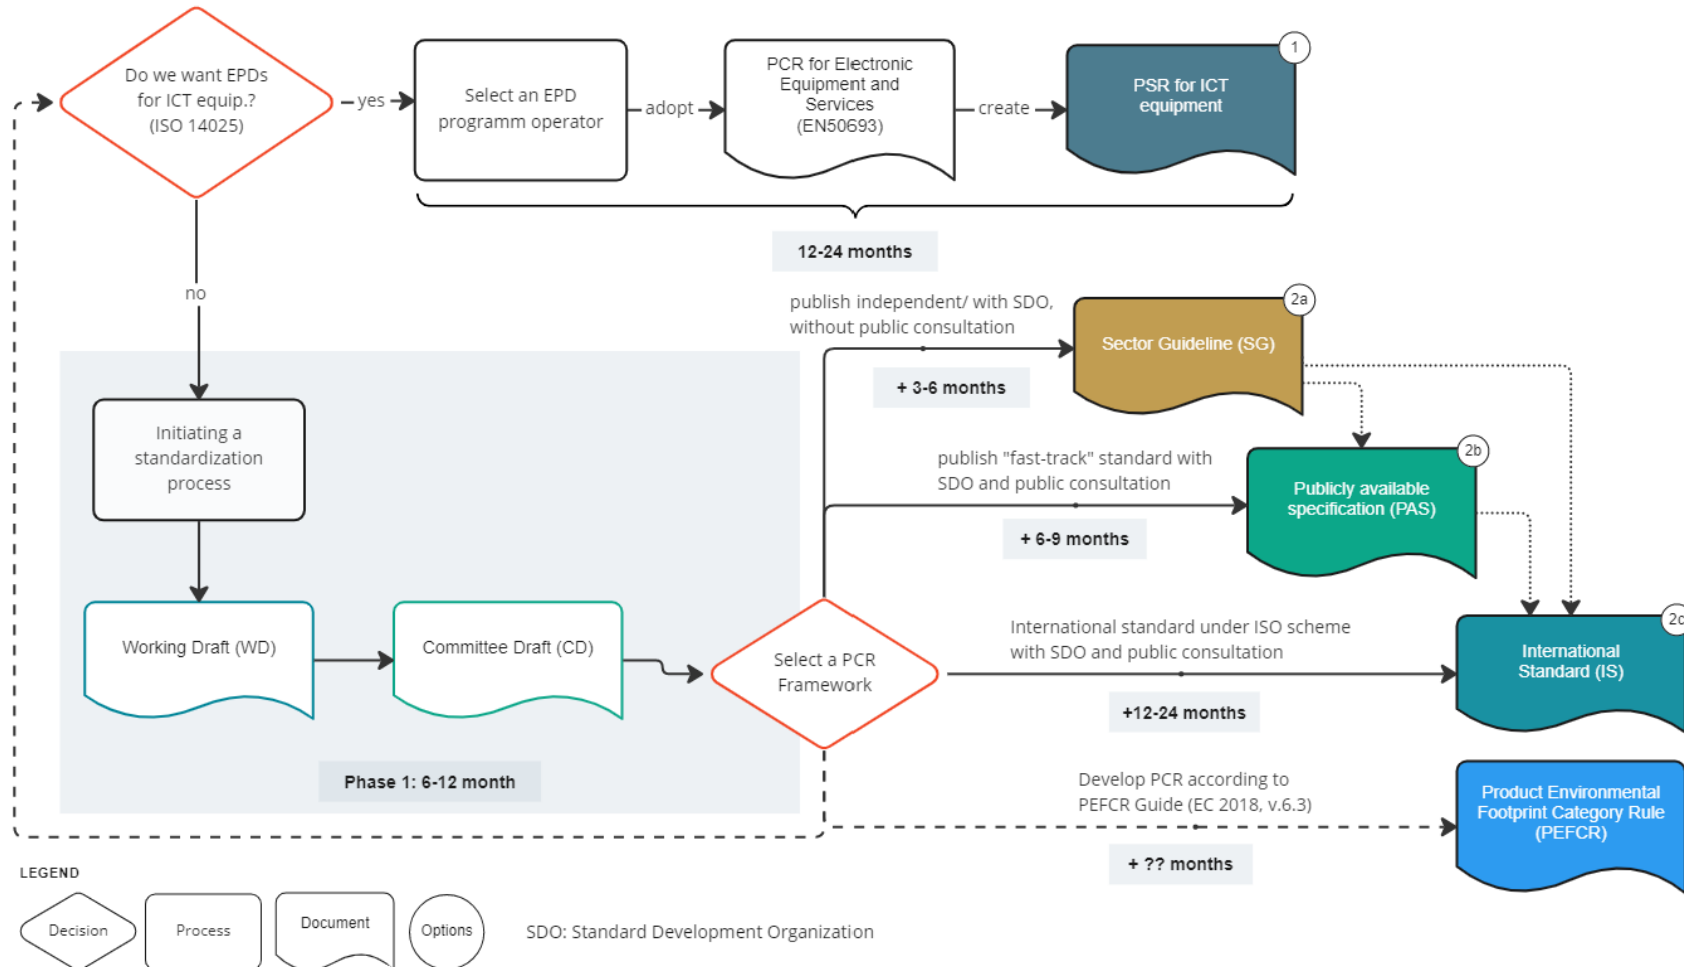 Do we want EPDs
for ICT equip.?
(ISO 14025)
yes
Select an EPD
programm operator
adopt
PCR for Electronic
Equipment and
Services
(EN50693)
create
1
PSR for ICT
equipment
12-24 months
no
publish independent/ with SDO,
without public consultation
+ 3-6 months
2a
Sector Guideline (SG)
Initiating a
standardization
process
publish "fast-track" standard with
SDO and public consultation
+ 6-9 months
2b
Publicly available
specification (PAS)
Working Draft (WD)
Committee Draft (CD)
Select a PCR
Framework
International standard under ISO scheme
with SDO and public consultation
+12-24 months
2c
International
Standard (IS)
Phase 1: 6-12 month
Develop PCR according to
PEFCR Guide (EC 2018, v.6.3)
+ ?? months
Product Environmental
Footprint Category Rule
(PEFCR)
LEGEND
Decision
Process
Document
Options
SDO: Standard Development Organization